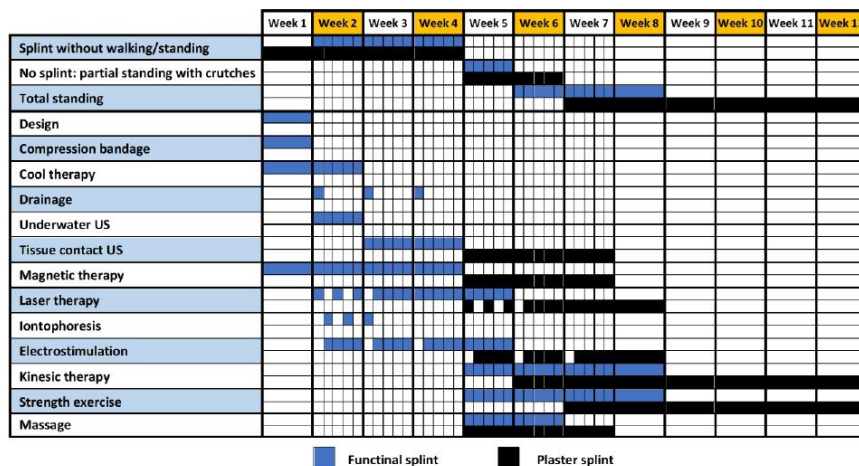 Week 1 Week 2 Week 3 Week 4 Week 5 Week 6 Week 7 Week 8 Week 9 Week 10 Week 11 Week 1
Splint without walking/standing
No splint: partial standing with crutches
Total standing
Design
Compression bandage
Cool therapy
Drainage
Underwater US
Tissue contact US
Magnetic therapy
Laser therapy
Iontophoresis
Electrostimulation
Kinesic therapy
Strength exercise
Massage
Functinal splint Plaster splint